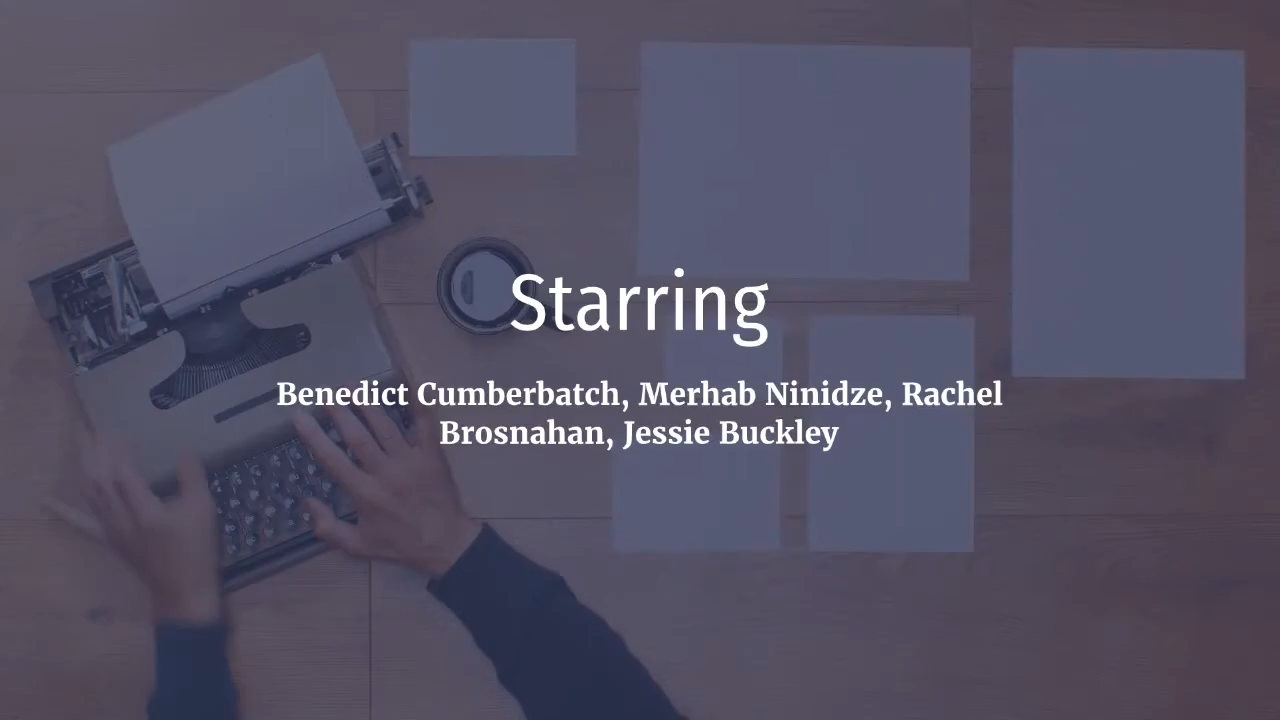 Starring
Benedict Cumberbatch, Merhab Ninidze, Rachel
Brosnahan, Jessie Buckley